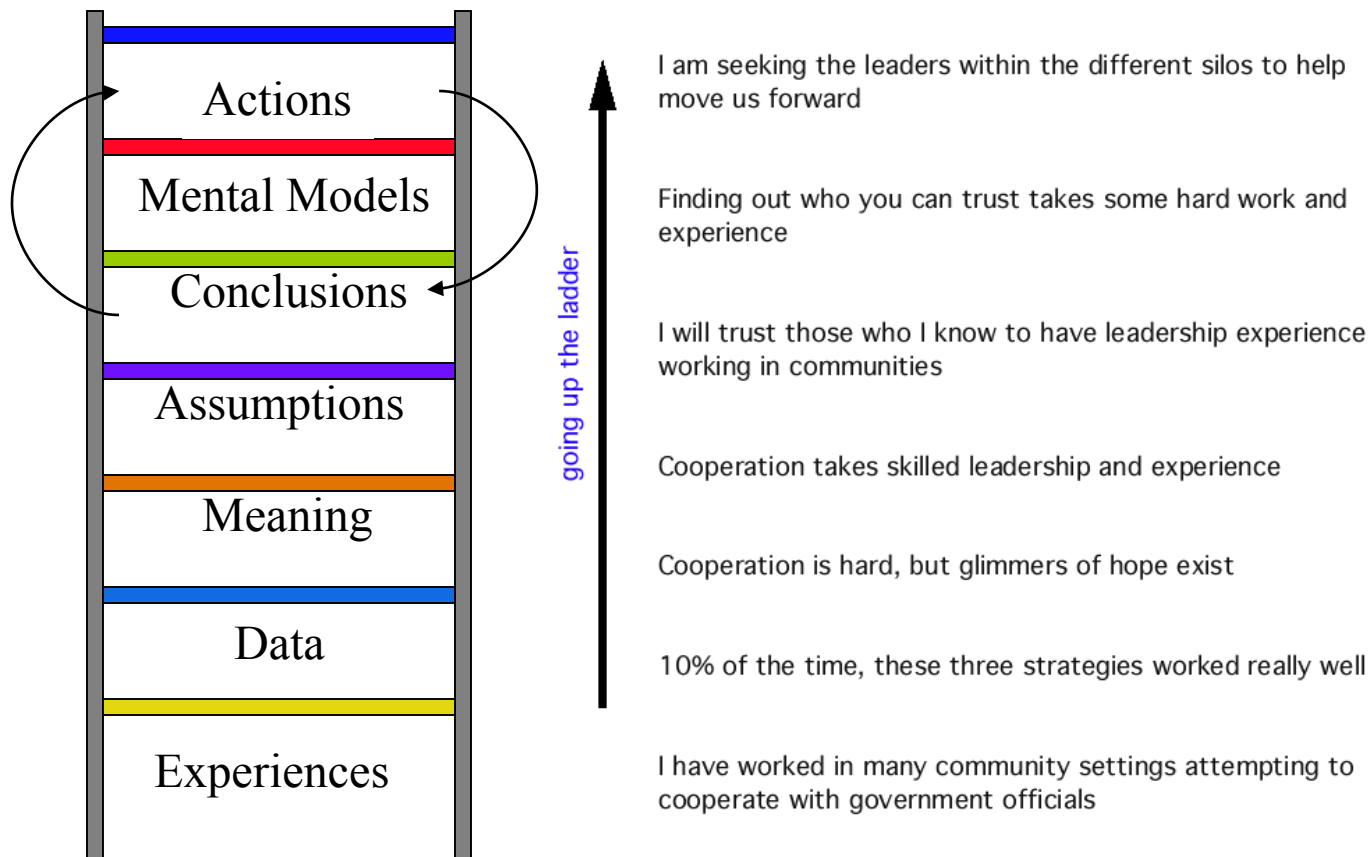 Actions
Mental Models
Conclusions
Assumptions
Meaning
Data
Experiences
going up the ladder
I am seeking the leaders within the different silos to help
move us forward
Finding out who you can trust takes some hard work and
experience
I will trust those who I know to have leadership experience
working in communities
Cooperation takes skilled leadership and experience
Cooperation is hard, but glimmers of hope exist
10% of the time, these three strategies worked really well
I have worked in many community settings attempting to
cooperate with government officials